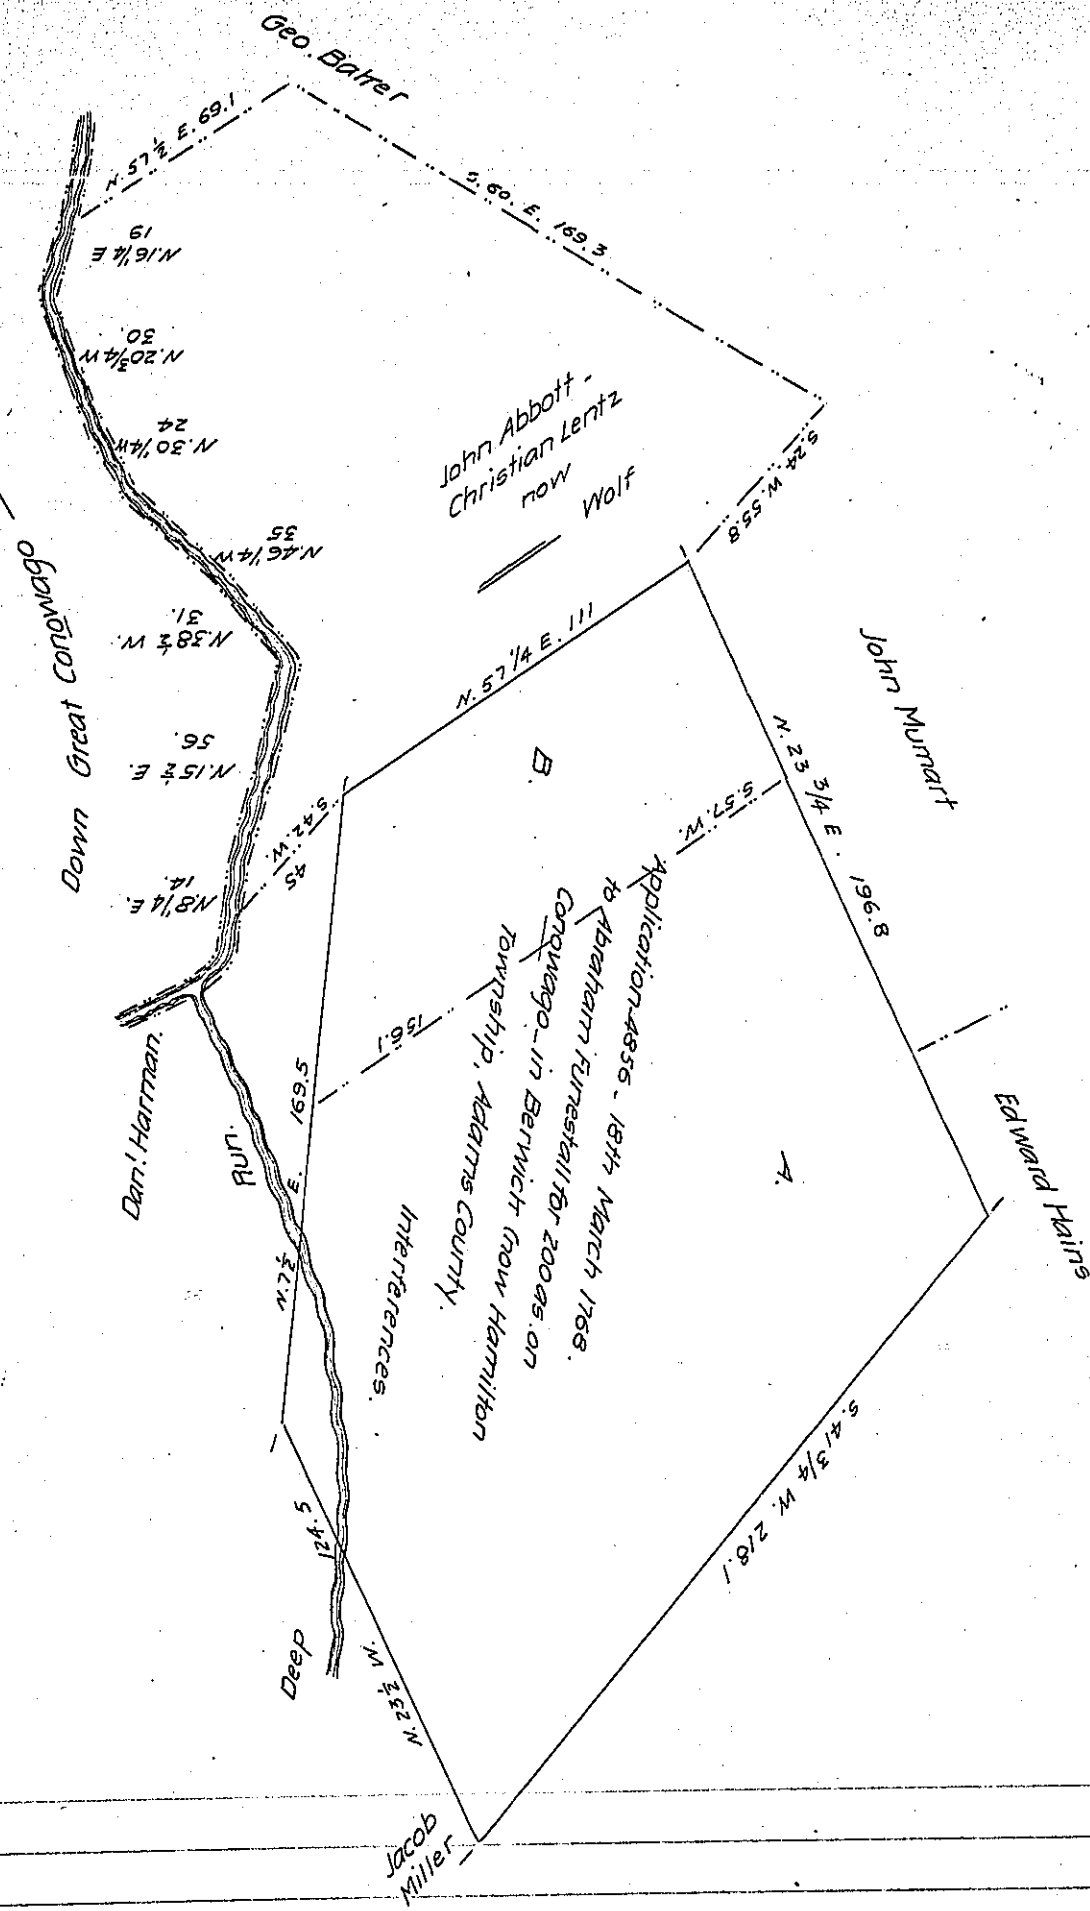 Geo. Baker
N. 57 1/2 E. 69.1
S. 60. E. 169.3
N. 16 1/4 E
19
N. 20 3/4 W
30.
N. 30 1/4 W
24
N. 46 1/4 W
35
N. 38 1/2 W.
31.
N. 15 1/2 E.
56.
N. 8 1/4 E.
14.
Down Great Conowago
John Abbott -
Christian Lentz
now
Wolf
S. 24 W. 55.8
N. 57 1/4 E. 111
John Mumart
N. 23 3/4 E. 196.8
B.
S. 42. W.
45
S. 57. W.
156.1
Application-4856 - 18th March 1768.
to Abraham Furnestall for 200 as. on
Conowago - in Berwick (now Hamilton
Township, Adams County.
Interferences.
A.
Edward Hains
Dan'l Harman.
Run.
N. 7 1/2 E. 169.5
S. 41 3/4 W. 218.1
N. 23 1/2 W. 124.5
Deep
Jacob
Miller